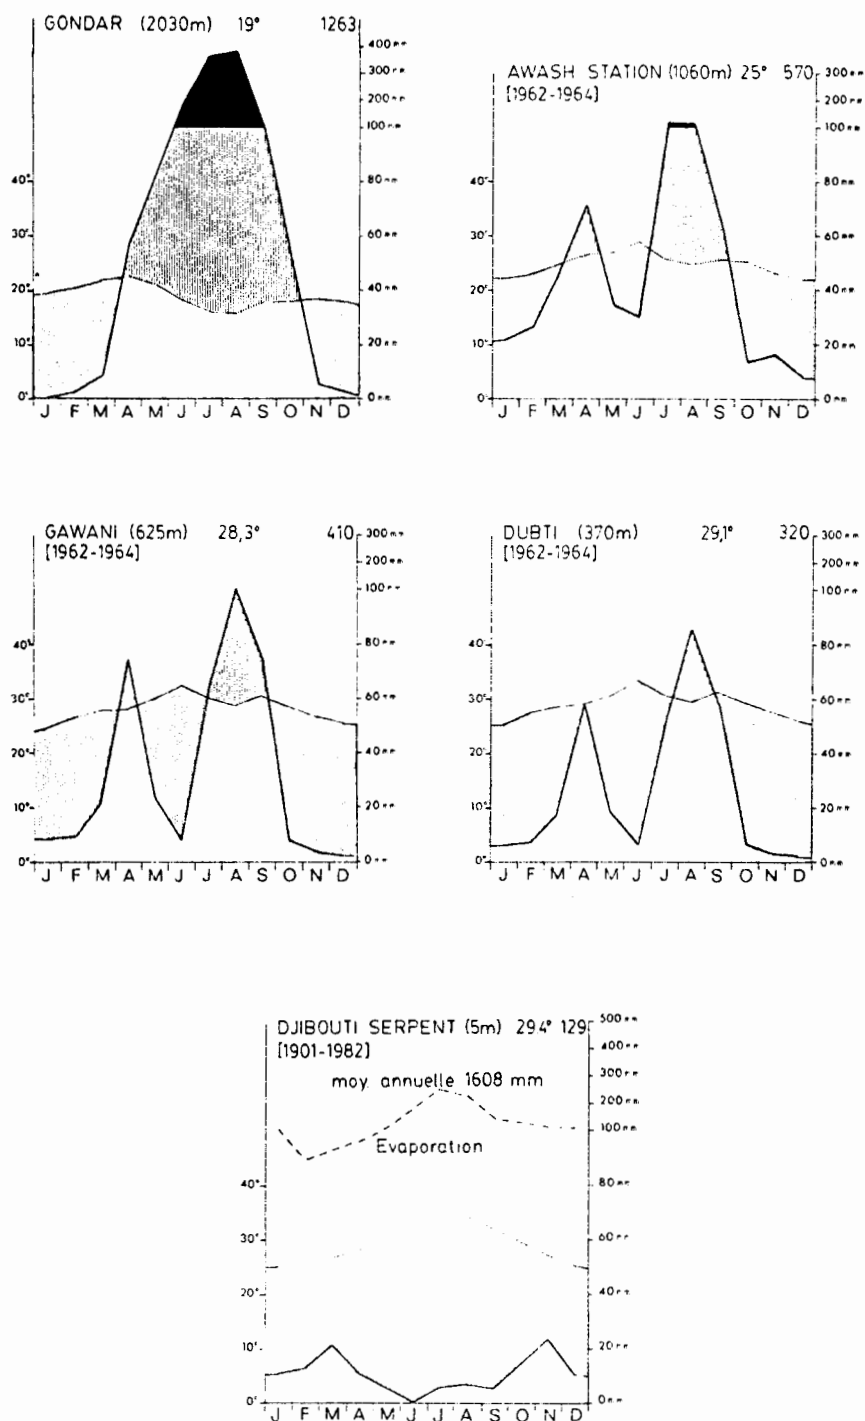 GONDAR (2030m) 19° 1263
400mm
300mm
200mm
100mm
40° 80mm
30° 60mm
20° 40mm
10° 20mm
0° 0mm
J F M A M J J A S O N D
AWASH STATION (1060m) 25° 570
[1962-1964]
300mm
200mm
100mm
40° 80mm
30° 60mm
20° 40mm
10° 20mm
0° 0mm
J F M A M J J A S O N D
GAWANI (625m) 28,3° 410
[1962-1964]
300mm
200mm
100mm
40° 80mm
30° 60mm
20° 40mm
10° 20mm
0° 0mm
J F M A M J J A S O N D
DUBTI (370m) 29,1° 320
[1962-1964]
300mm
200mm
100mm
40° 80mm
30° 60mm
20° 40mm
10° 20mm
0° 0mm
J F M A M J J A S O N D
DJIBOUTI SERPENT (5m) 29.4° 129
[1901-1982]
500mm
400mm
moy. annuelle 1608 mm
300mm
200mm
100mm
Evaporation
40° 80mm
30° 60mm
20° 40mm
10° 20mm
0° 0mm
J F M A M J J A S O N D